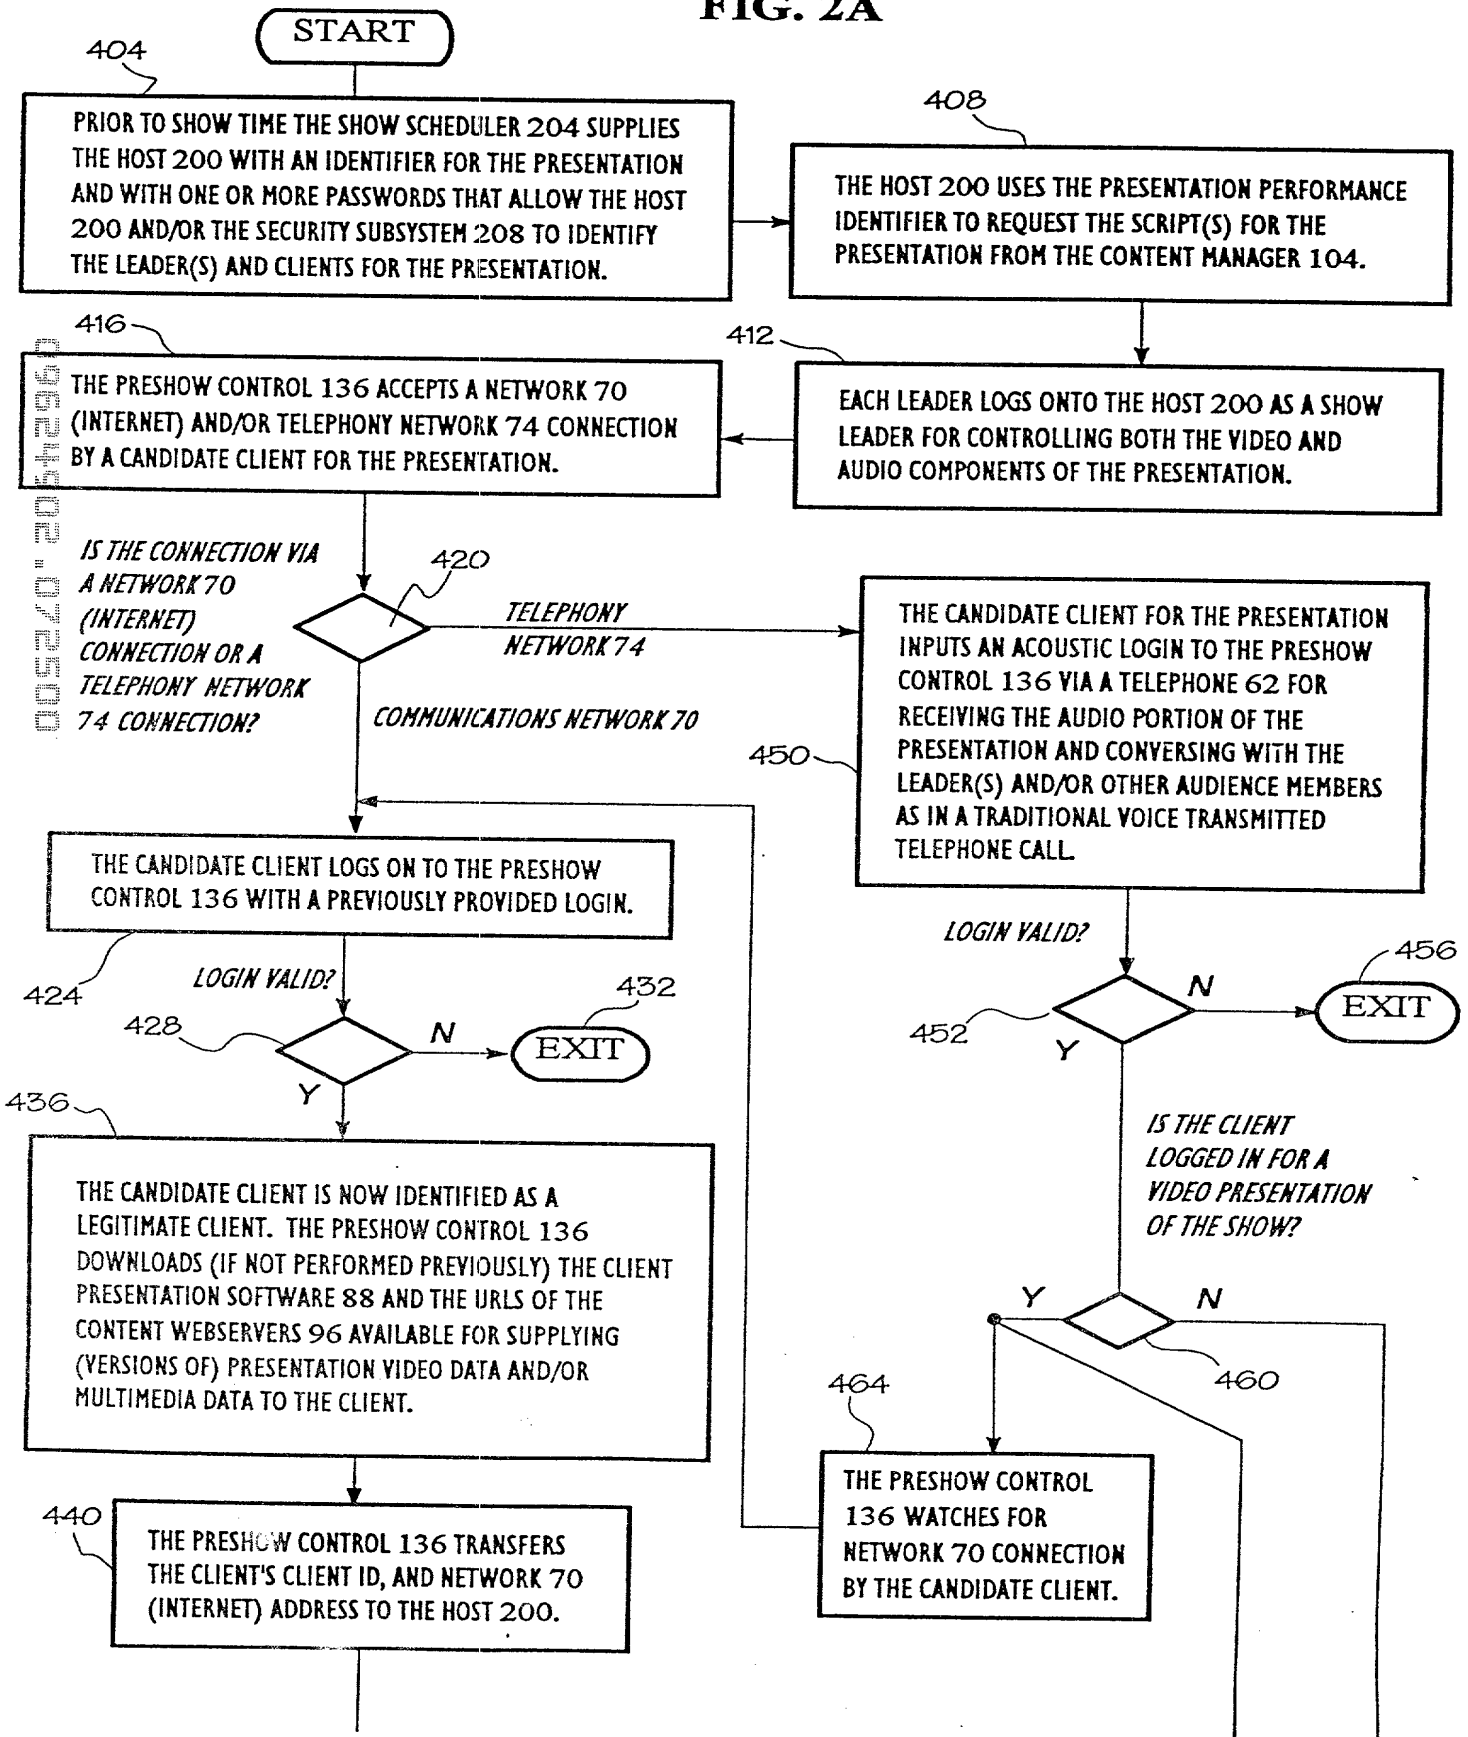 FIG. 2A
START
404
PRIOR TO SHOW TIME THE SHOW SCHEDULER 204 SUPPLIES
THE HOST 200 WITH AN IDENTIFIER FOR THE PRESENTATION
AND WITH ONE OR MORE PASSWORDS THAT ALLOW THE HOST
200 AND/OR THE SECURITY SUBSYSTEM 208 TO IDENTIFY
THE LEADER(S) AND CLIENTS FOR THE PRESENTATION.
408
THE HOST 200 USES THE PRESENTATION PERFORMANCE
IDENTIFIER TO REQUEST THE SCRIPT(S) FOR THE
PRESENTATION FROM THE CONTENT MANAGER 104.
412
EACH LEADER LOGS ONTO THE HOST 200 AS A SHOW
LEADER FOR CONTROLLING BOTH THE VIDEO AND
AUDIO COMPONENTS OF THE PRESENTATION.
416
THE PRESHOW CONTROL 136 ACCEPTS A NETWORK 70
(INTERNET) AND/OR TELEPHONY NETWORK 74 CONNECTION
BY A CANDIDATE CLIENT FOR THE PRESENTATION.
09624502.072500
IS THE CONNECTION VIA
A NETWORK 70
(INTERNET)
CONNECTION OR A
TELEPHONY NETWORK
74 CONNECTION?
420
TELEPHONY
NETWORK 74
COMMUNICATIONS NETWORK 70
450
THE CANDIDATE CLIENT FOR THE PRESENTATION
INPUTS AN ACOUSTIC LOGIN TO THE PRESHOW
CONTROL 136 VIA A TELEPHONE 62 FOR
RECEIVING THE AUDIO PORTION OF THE
PRESENTATION AND CONVERSING WITH THE
LEADER(S) AND/OR OTHER AUDIENCE MEMBERS
AS IN A TRADITIONAL VOICE TRANSMITTED
TELEPHONE CALL.
THE CANDIDATE CLIENT LOGS ON TO THE PRESHOW
CONTROL 136 WITH A PREVIOUSLY PROVIDED LOGIN.
424
LOGIN VALID?
428
N
432
EXIT
Y
LOGIN VALID?
452
N
456
EXIT
Y
436
THE CANDIDATE CLIENT IS NOW IDENTIFIED AS A
LEGITIMATE CLIENT. THE PRESHOW CONTROL 136
DOWNLOADS (IF NOT PERFORMED PREVIOUSLY) THE CLIENT
PRESENTATION SOFTWARE 88 AND THE URLS OF THE
CONTENT WEBSERVERS 96 AVAILABLE FOR SUPPLYING
(VERSIONS OF) PRESENTATION VIDEO DATA AND/OR
MULTIMEDIA DATA TO THE CLIENT.
IS THE CLIENT
LOGGED IN FOR A
VIDEO PRESENTATION
OF THE SHOW?
Y
N
460
464
THE PRESHOW CONTROL
136 WATCHES FOR
NETWORK 70 CONNECTION
BY THE CANDIDATE CLIENT.
440
THE PRESHOW CONTROL 136 TRANSFERS
THE CLIENT'S CLIENT ID, AND NETWORK 70
(INTERNET) ADDRESS TO THE HOST 200.